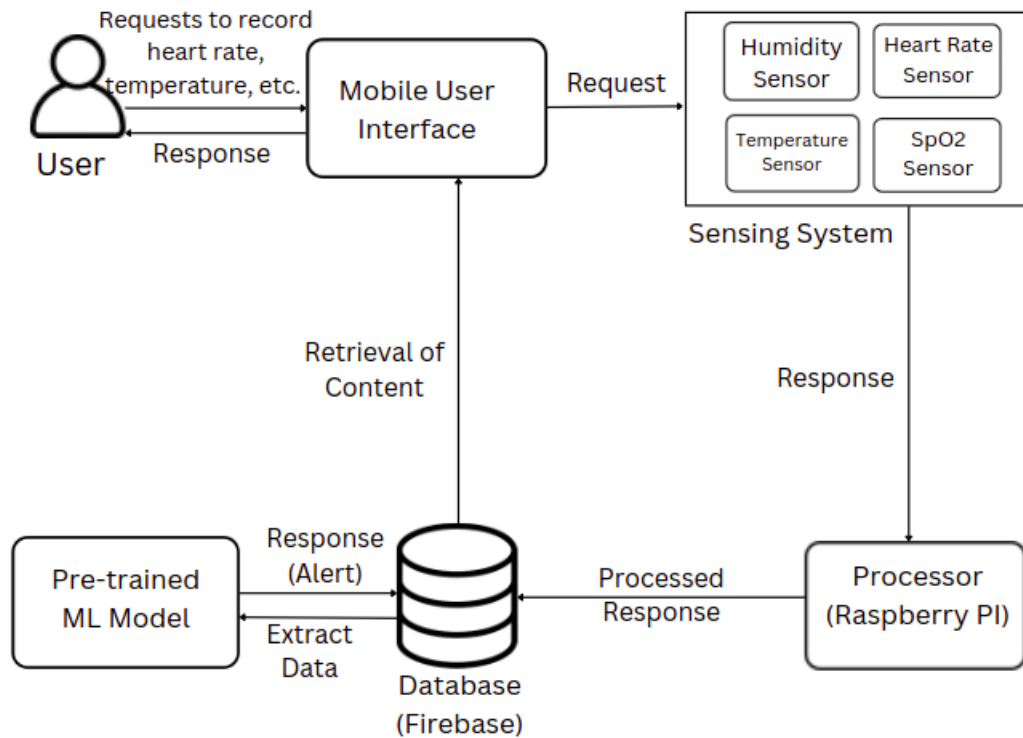 Requests to record
heart rate,
temperature, etc.
User
Response
Mobile User
Interface
Request
Humidity
Sensor
Heart Rate
Sensor
Temperature
Sensor
SpO2
Sensor
Sensing System
Response
Retrieval of
Content
Pre-trained
ML Model
Response
(Alert)
Extract
Data
Database
(Firebase)
Processed
Response
Processor
(Raspberry PI)